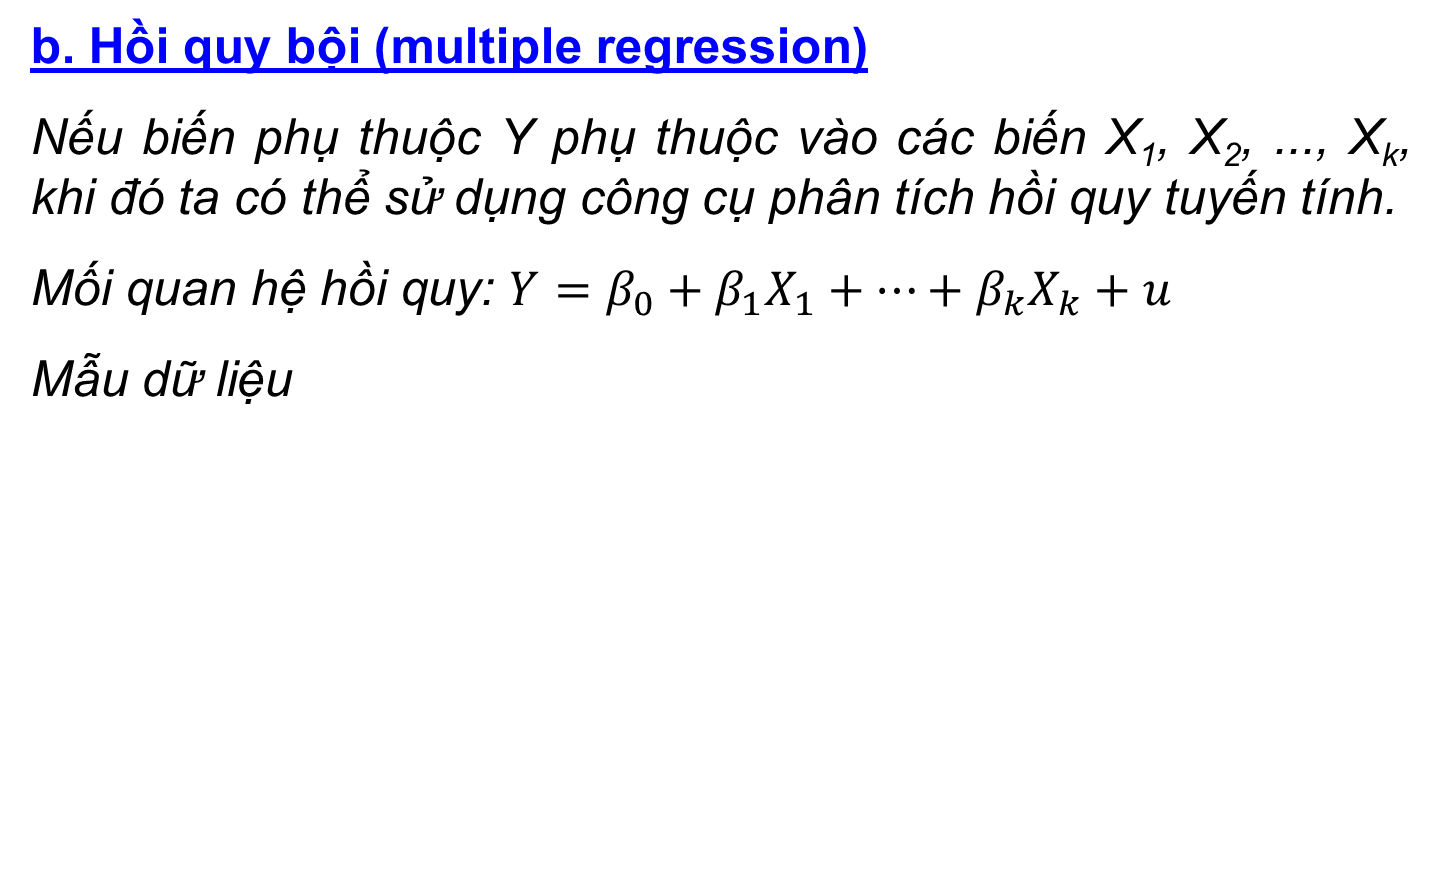 b. Hồi quy bội (multiple regression)
Nếu biến phụ thuộc Y phụ thuộc vào các biến X₁, X₂, ..., Xₖ,
khi đó ta có thể sử dụng công cụ phân tích hồi quy tuyến tính.
Mối quan hệ hồi quy: 𝑌 = 𝛽₀ + 𝛽₁𝑋₁ + ⋯ + 𝛽ₖ𝑋ₖ + 𝑢
Mẫu dữ liệu